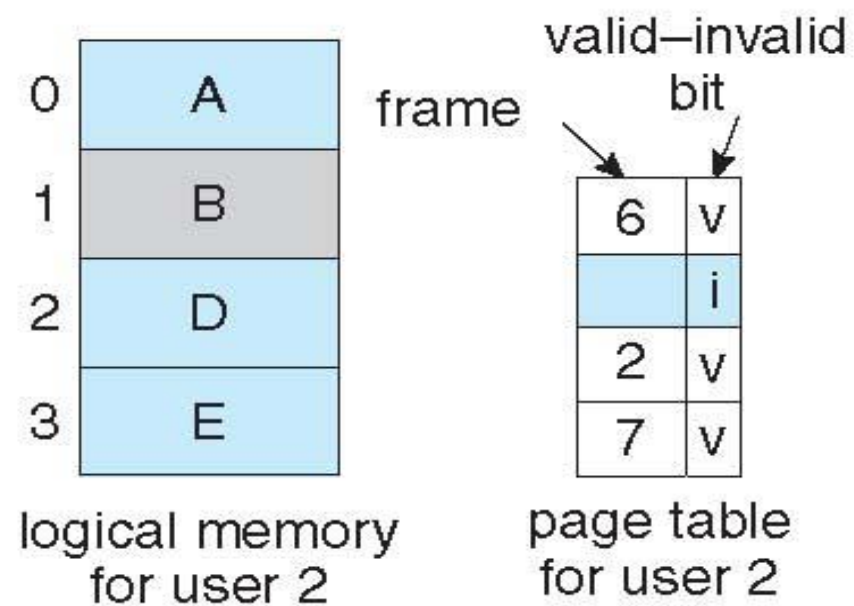 0
A
1
B
2
D
3
E
logical memory
for user 2
frame
valid–invalid
bit
6 v
i
2 v
7 v
page table
for user 2